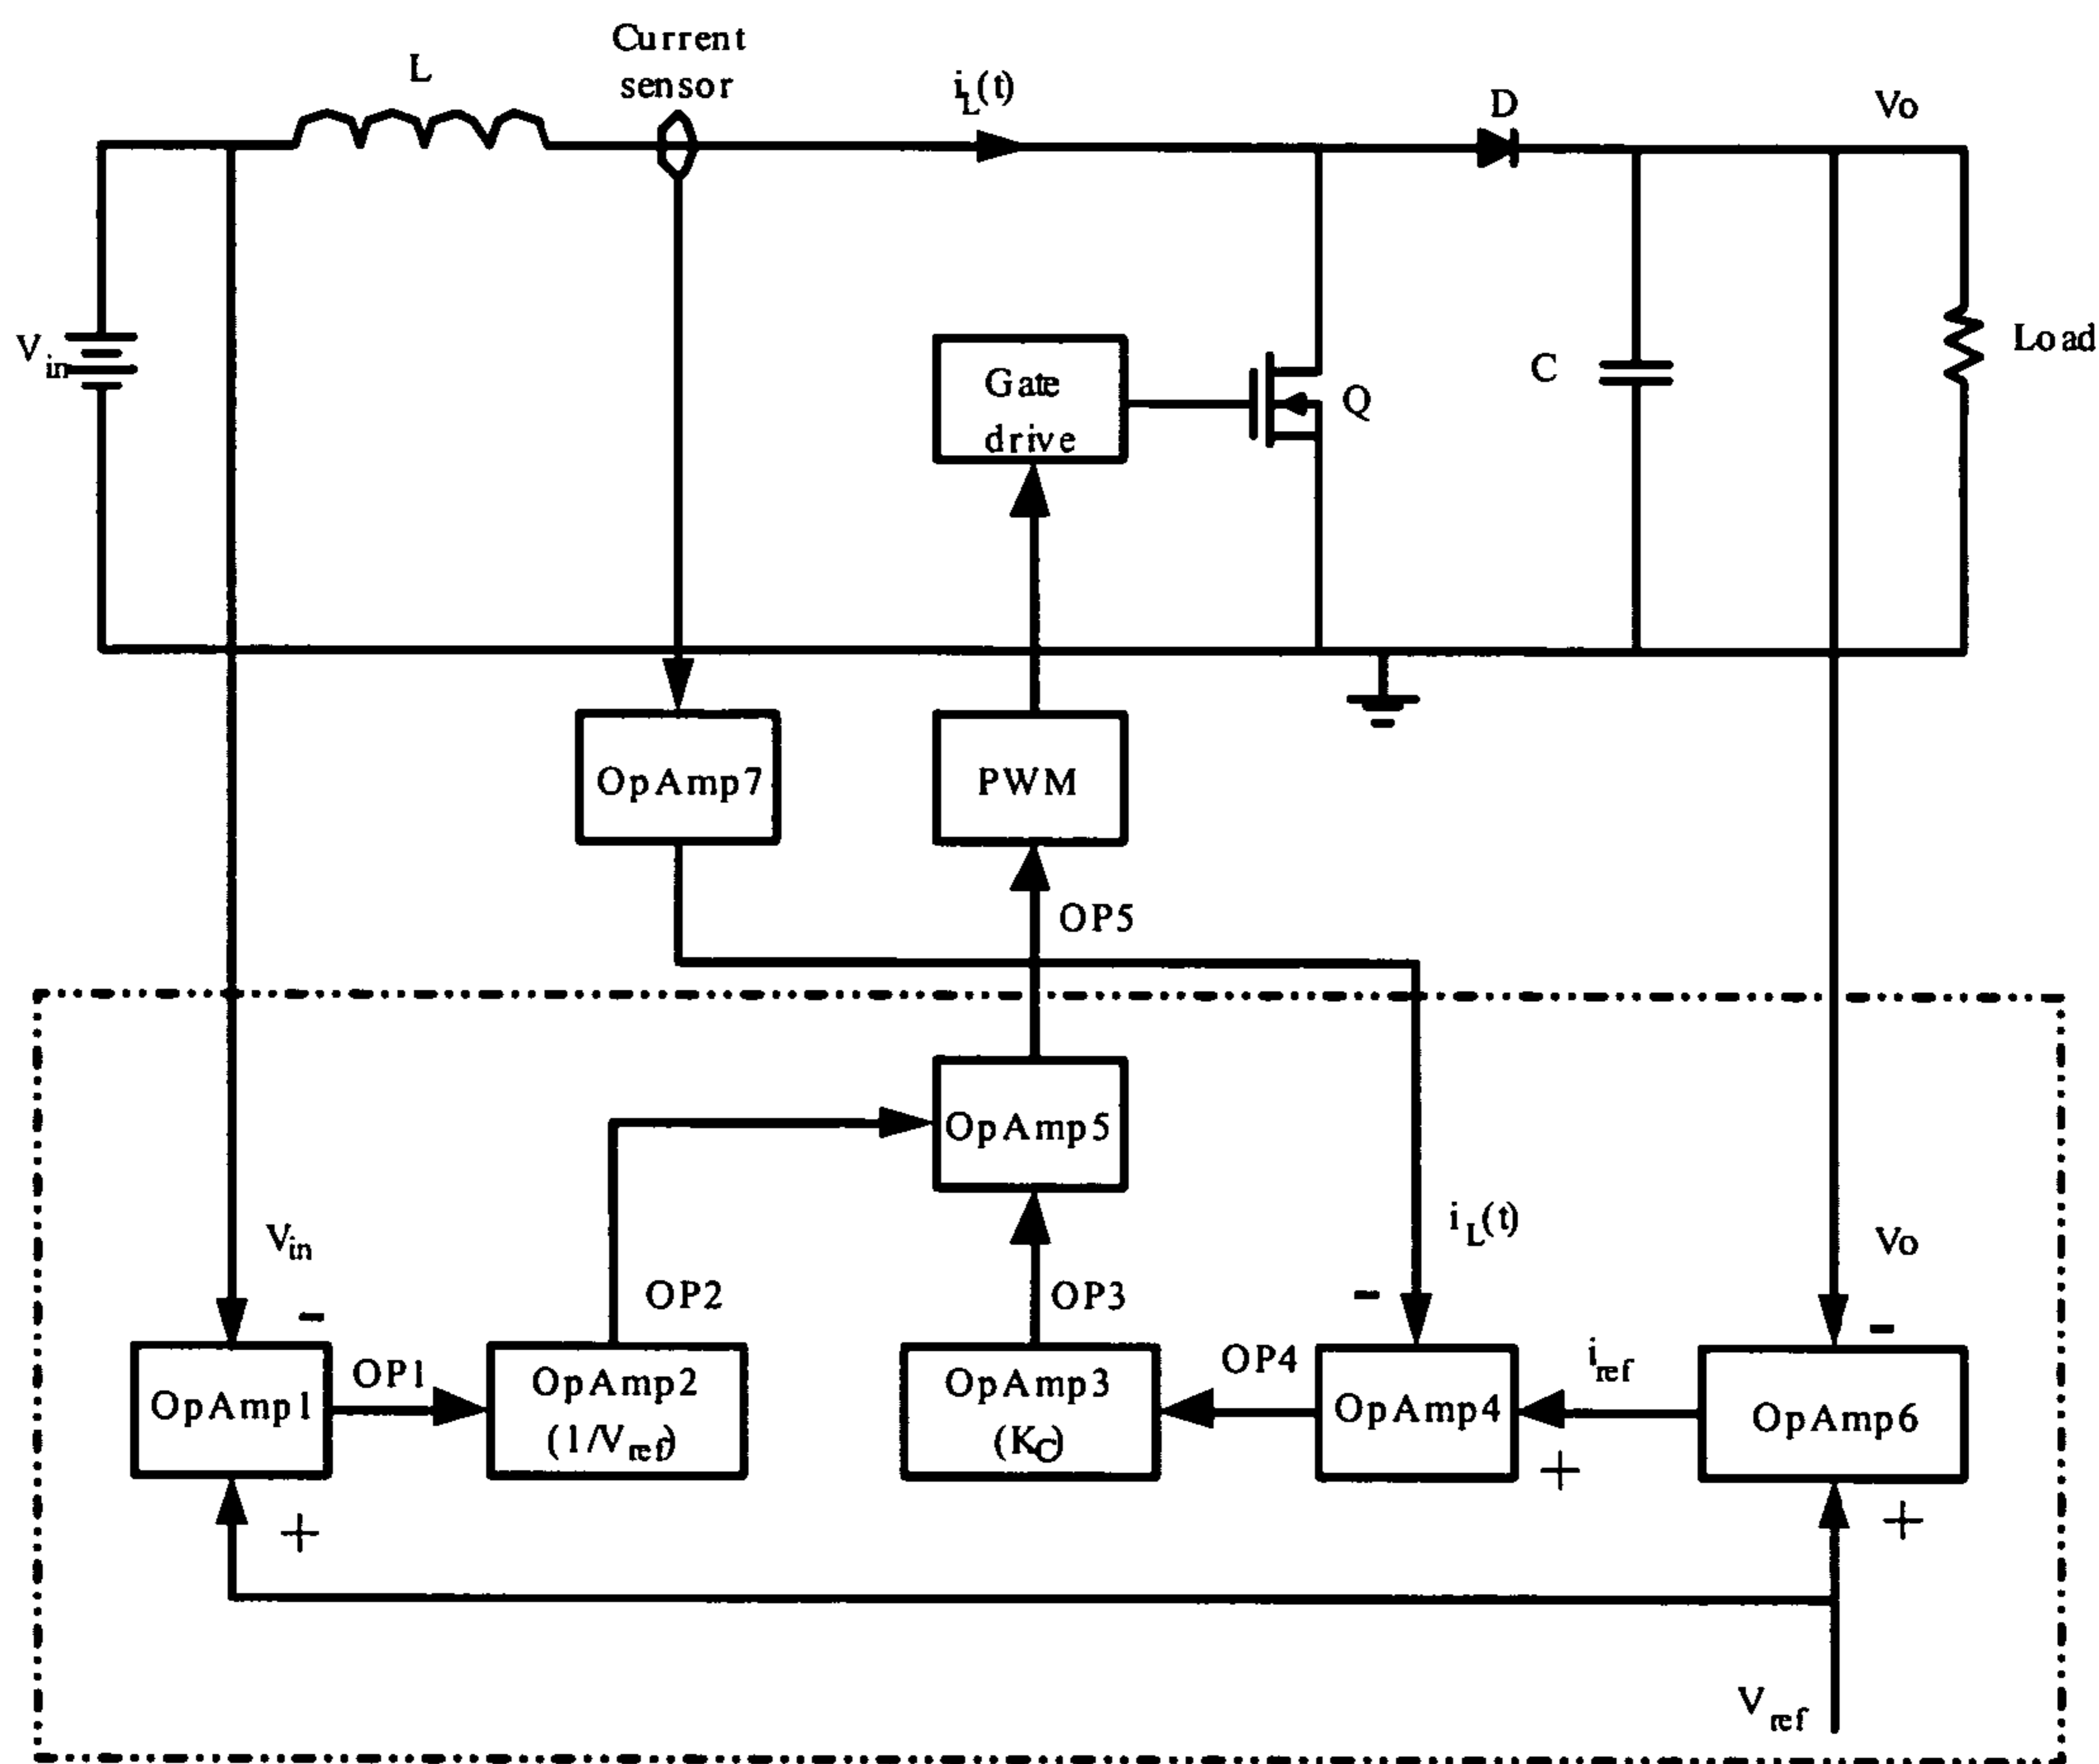 Current
sensor
L
iL(t)
D
Vo
Vin
Gate
drive
Q
C
Load
OpAmp7
PWM
OP5
OpAmp5
Vin
-
OP2
OP3
iL(t)
-
Vo
-
OpAmp1
OP1
OpAmp2
(1/Vref)
OpAmp3
(KC)
OP4
OpAmp4
iref
OpAmp6
+
+
+
Vref